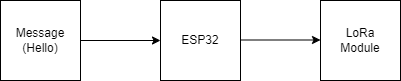 Message
(Hello)
ESP32
LoRa
Module